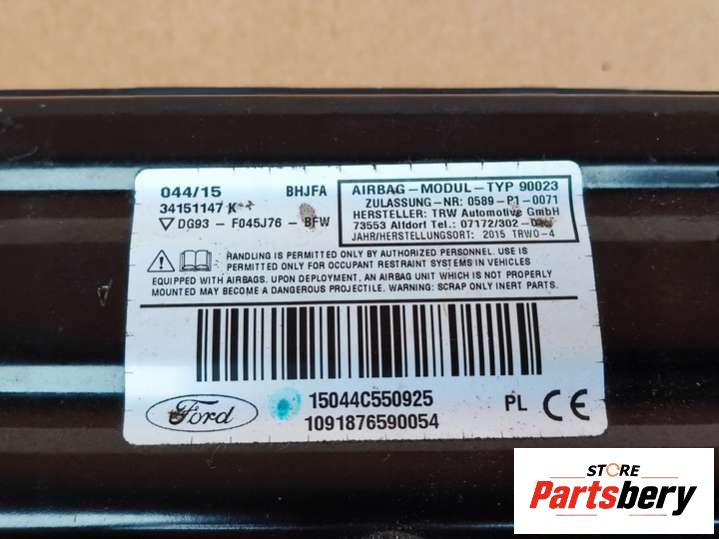 044/15 BHJFA
34151147 K**
DG93 - F045J76 - BFW
AIRBAG-MODUL-TYP 90023
ZULASSUNG-NR: 0589-P1-0071
HERSTELLER: TRW Automotive GmbH
73553 Alfdorf Tel.: 07172/302-0
JAHR/HERSTELLUNGSORT: 2015 TRWO-4
HANDLING IS PERMITTED ONLY BY AUTHORIZED PERSONNEL. USE IS
PERMITTED ONLY FOR OCCUPANT RESTRAINT SYSTEMS IN VEHICLES
EQUIPPED WITH AIRBAGS. UPON DEPLOYMENT, AN AIRBAG UNIT WHICH IS NOT PROPERLY
MOUNTED MAY BECOME A DANGEROUS PROJECTILE. WARNING: SCRAP ONLY INERT PARTS.
Ford
15044C550925
1091876590054
PL CE
STORE
Partsbery